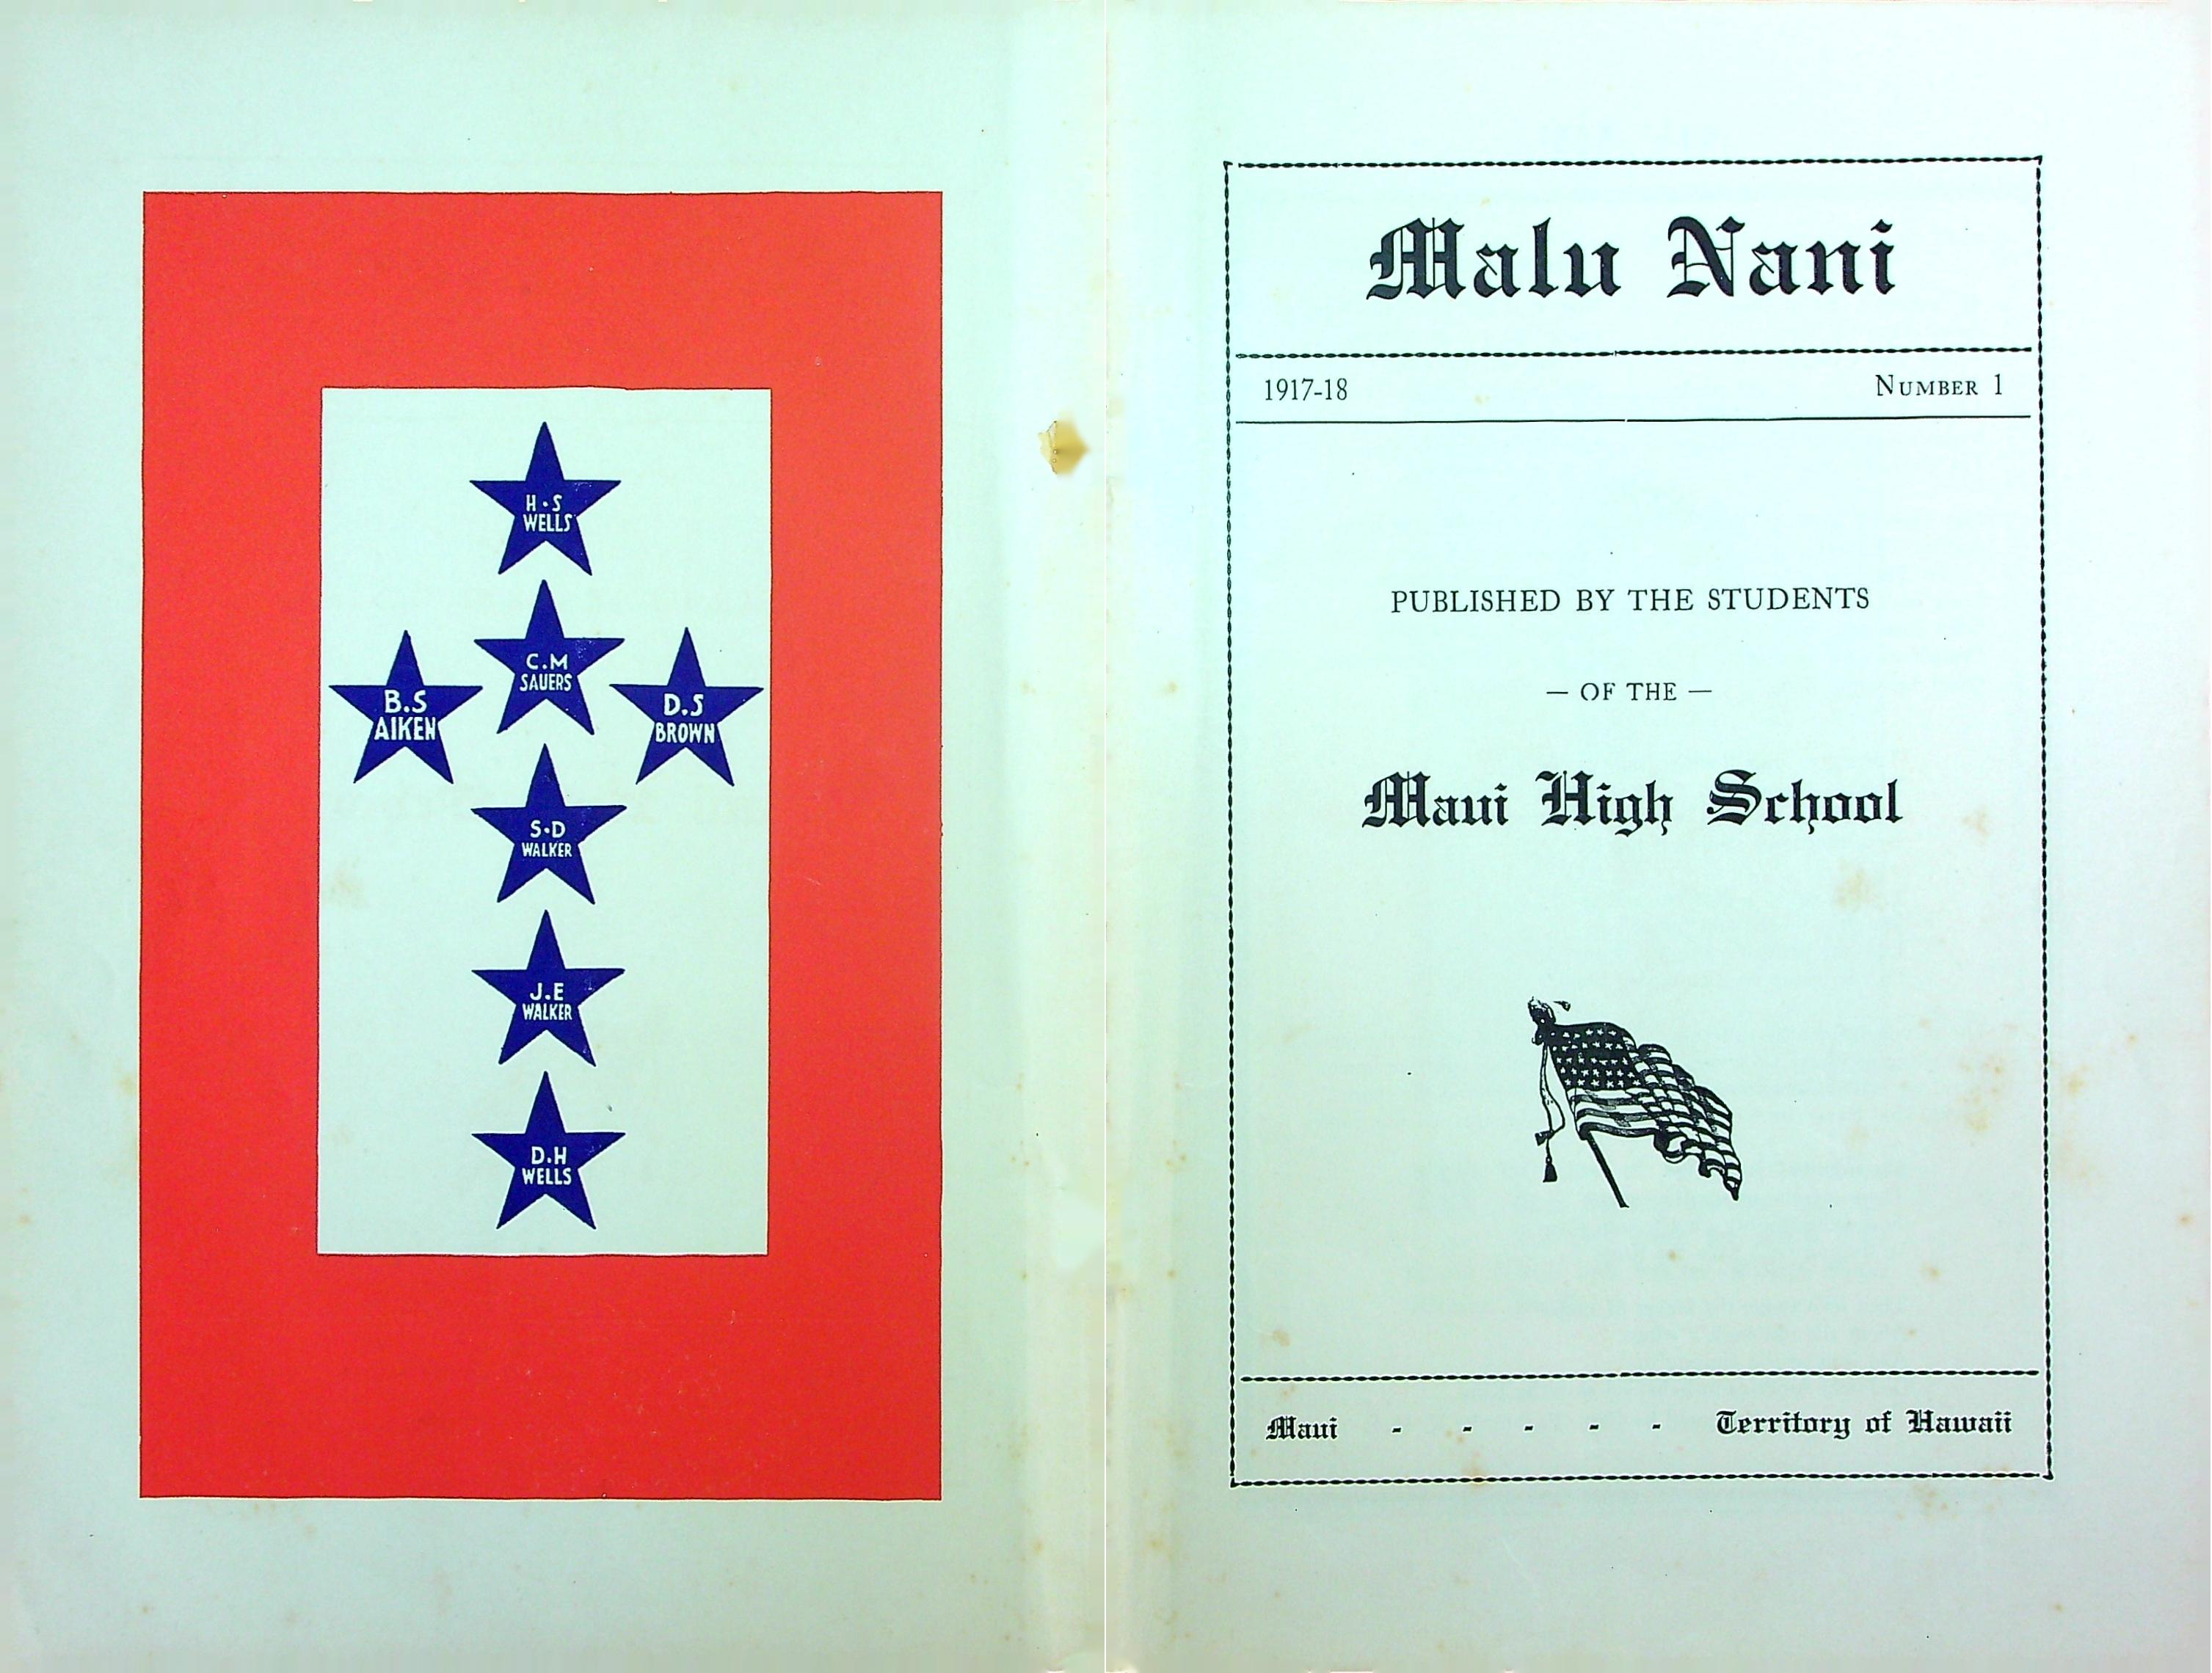 H·S
WELLS
C.M
SAUERS
B.S
AIKEN
D.S
BROWN
S·D
WALKER
J.E
WALKER
D.H
WELLS
Malu Nani
1917-18 NUMBER 1
PUBLISHED BY THE STUDENTS
— OF THE —
Maui High School
Maui - - - - - Territory of Hawaii